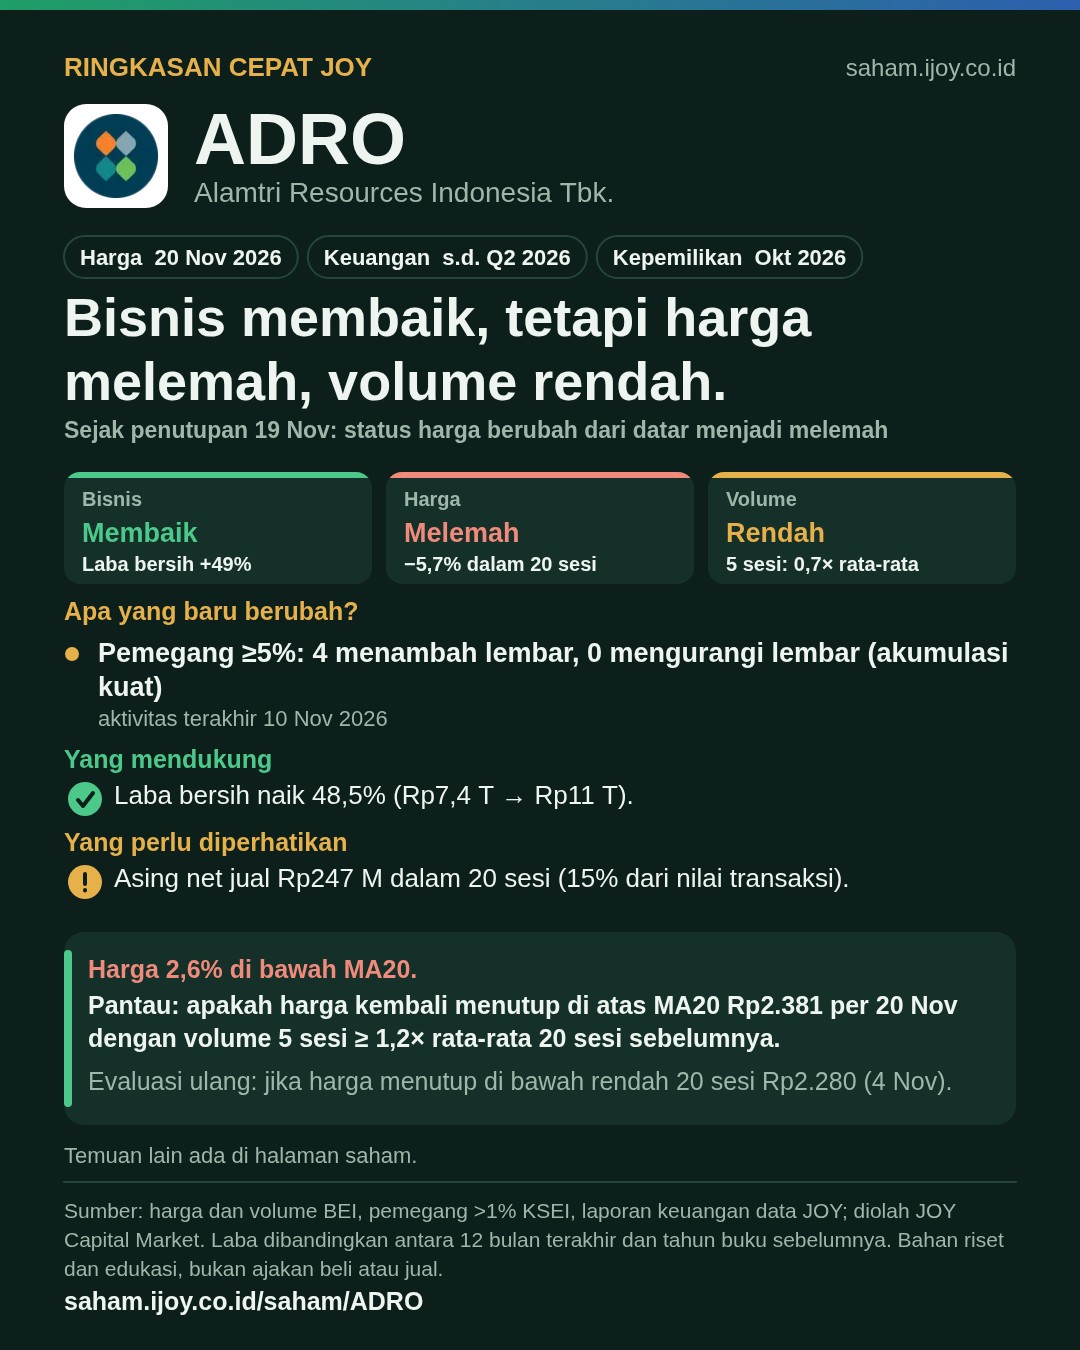 RINGKASAN CEPAT JOY
saham.ijoy.co.id
ADRO
Alamtri Resources Indonesia Tbk.
Harga 20 Nov 2026
Keuangan s.d. Q2 2026
Kepemilikan Okt 2026
Bisnis membaik, tetapi harga
melemah, volume rendah.
Sejak penutupan 19 Nov: status harga berubah dari datar menjadi melemah
Bisnis
Membaik
Laba bersih +49%
Harga
Melemah
−5,7% dalam 20 sesi
Volume
Rendah
5 sesi: 0,7× rata-rata
Apa yang baru berubah?
Pemegang ≥5%: 4 menambah lembar, 0 mengurangi lembar (akumulasi
kuat)
aktivitas terakhir 10 Nov 2026
Yang mendukung
Laba bersih naik 48,5% (Rp7,4 T → Rp11 T).
Yang perlu diperhatikan
Asing net jual Rp247 M dalam 20 sesi (15% dari nilai transaksi).
Harga 2,6% di bawah MA20.
Pantau: apakah harga kembali menutup di atas MA20 Rp2.381 per 20 Nov
dengan volume 5 sesi ≥ 1,2× rata-rata 20 sesi sebelumnya.
Evaluasi ulang: jika harga menutup di bawah rendah 20 sesi Rp2.280 (4 Nov).
Temuan lain ada di halaman saham.
Sumber: harga dan volume BEI, pemegang >1% KSEI, laporan keuangan data JOY; diolah JOY
Capital Market. Laba dibandingkan antara 12 bulan terakhir dan tahun buku sebelumnya. Bahan riset
dan edukasi, bukan ajakan beli atau jual.
saham.ijoy.co.id/saham/ADRO